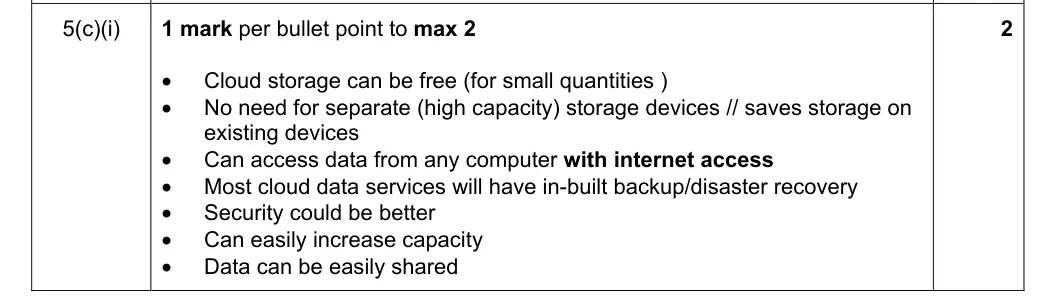 5(c)(i) 1 mark per bullet point to max 2 2
• Cloud storage can be free (for small quantities )
• No need for separate (high capacity) storage devices // saves storage on
existing devices
• Can access data from any computer with internet access
• Most cloud data services will have in-built backup/disaster recovery
• Security could be better
• Can easily increase capacity
• Data can be easily shared